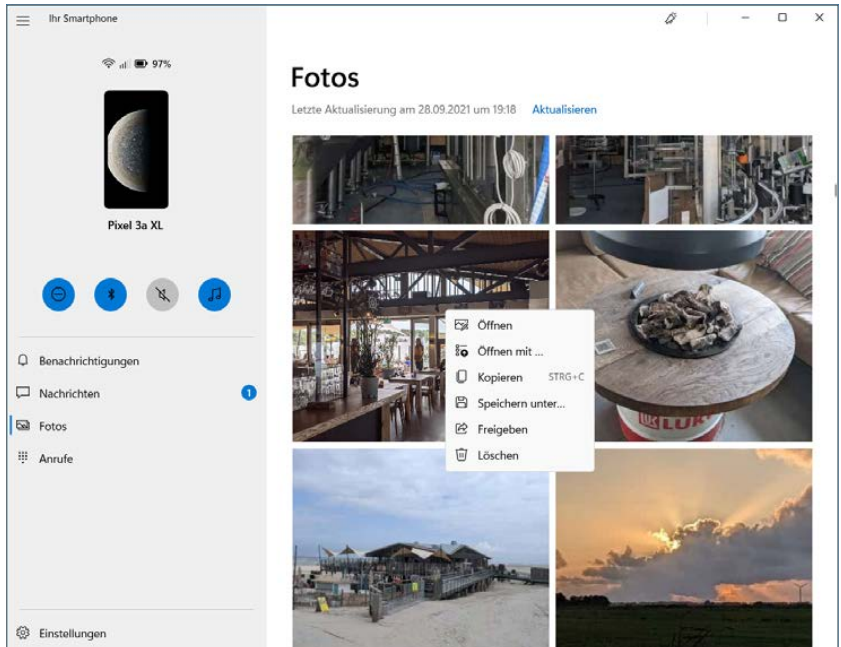 Ihr Smartphone
97%
Pixel 3a XL
Benachrichtigungen
Nachrichten
1
Fotos
Anrufe
Einstellungen
Fotos
Letzte Aktualisierung am 28.09.2021 um 19:18 Aktualisieren
Öffnen
Öffnen mit ...
Kopieren STRG+C
Speichern unter...
Freigeben
Löschen